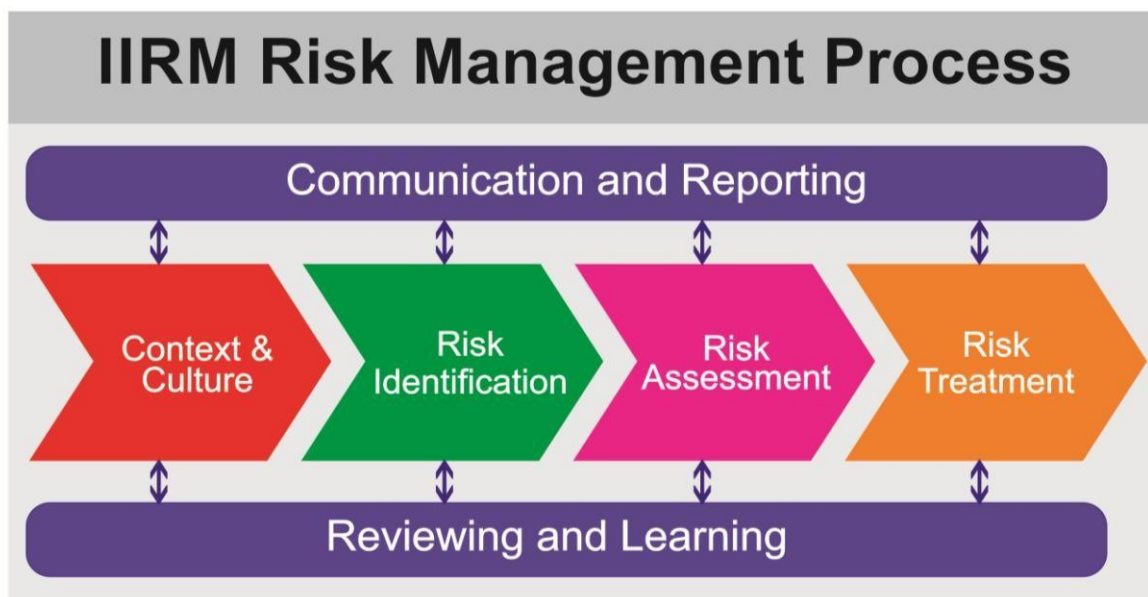 IIRM Risk Management Process
Communication and Reporting
Context &
Culture
Risk
Identification
Risk
Assessment
Risk
Treatment
Reviewing and Learning